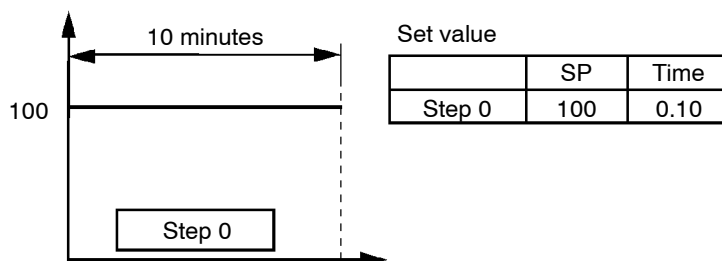 10 minutes
100
Step 0
Set value
SP Time
Step 0 100 0.10